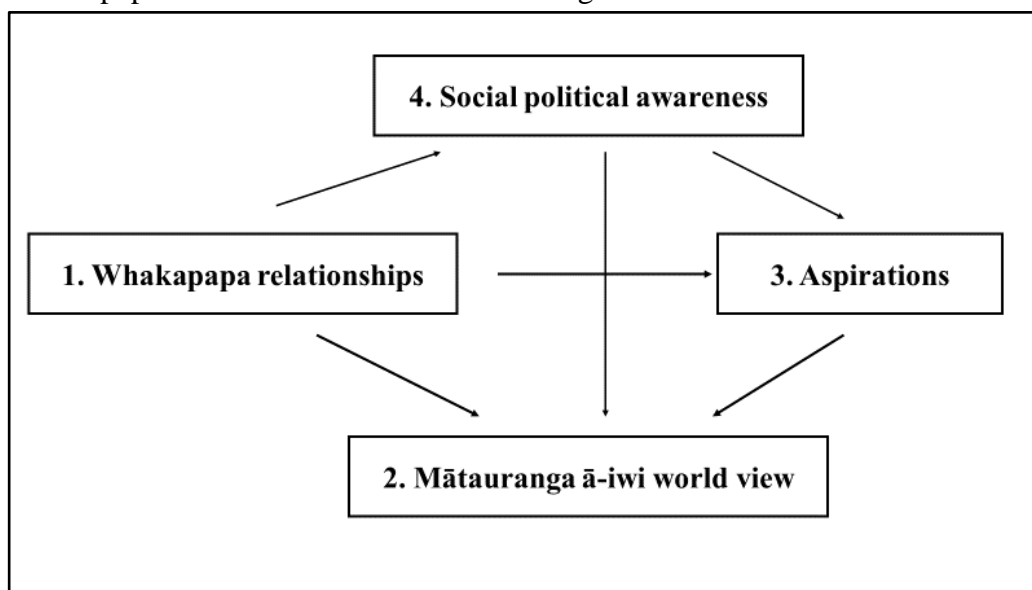 4. Social political awareness
1. Whakapapa relationships
3. Aspirations
2. Mātauranga ā-iwi world view